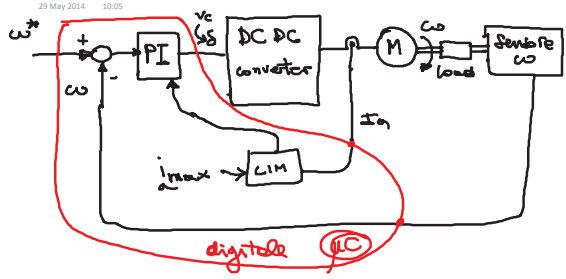 29 May 2014 10:05
ω* + PI vc δ DC DC converter M ω load Sensore ω
ω -
Ia
imax LIM
a
digitale μC